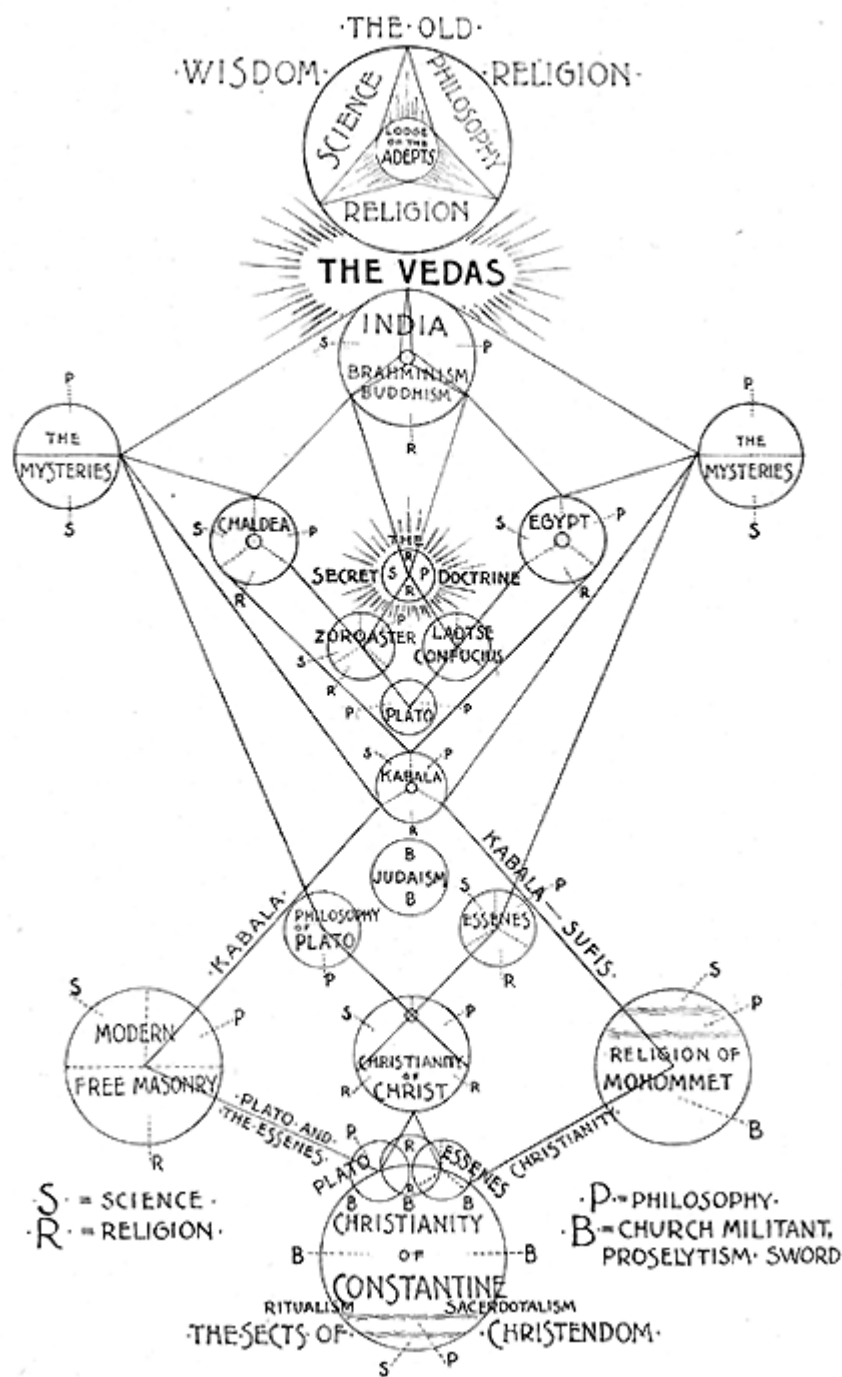 ·THE·OLD·
·WISDOM· RELIGION·
SCIENCE
PHILOSOPHY
LODGE
OF THE
ADEPTS
RELIGION
THE VEDAS
INDIA
S
P
BRAHMINISM
BUDDHISM
R
P
THE
MYSTERIES
S
P
THE
MYSTERIES
S
CHALDEA
S
P
R
EGYPT
S
P
R
THE
SECRET DOCTRINE
R
S P
R
P
ZOROASTER
S
R
LAOTSE
CONFUCIUS
P PLATO P
S
P
KABALA
R
B
JUDAISM
B
·KABALA·
KABALA — SUFIS·
PHILOSOPHY
OF
PLATO
P
S
P
ESSENES
R
S
MODERN
P
FREE MASONRY
R
S
P
CHRISTIANITY
OF
CHRIST
R
R
S
P
RELIGION OF
MOHOMMET
B
·PLATO AND·
·THE ESSENES·
CHRISTIANITY·
P
PLATO
R
ESSENES
R
B
B
B
CHRISTIANITY
OF
B
B
CONSTANTINE
RITUALISM SACERDOTALISM
·THE·SECTS·OF· CHRISTENDOM·
S
P
·S· = SCIENCE·
·R· = RELIGION·
·P·=PHILOSOPHY·
·B·=CHURCH MILITANT,
PROSELYTISM· SWORD